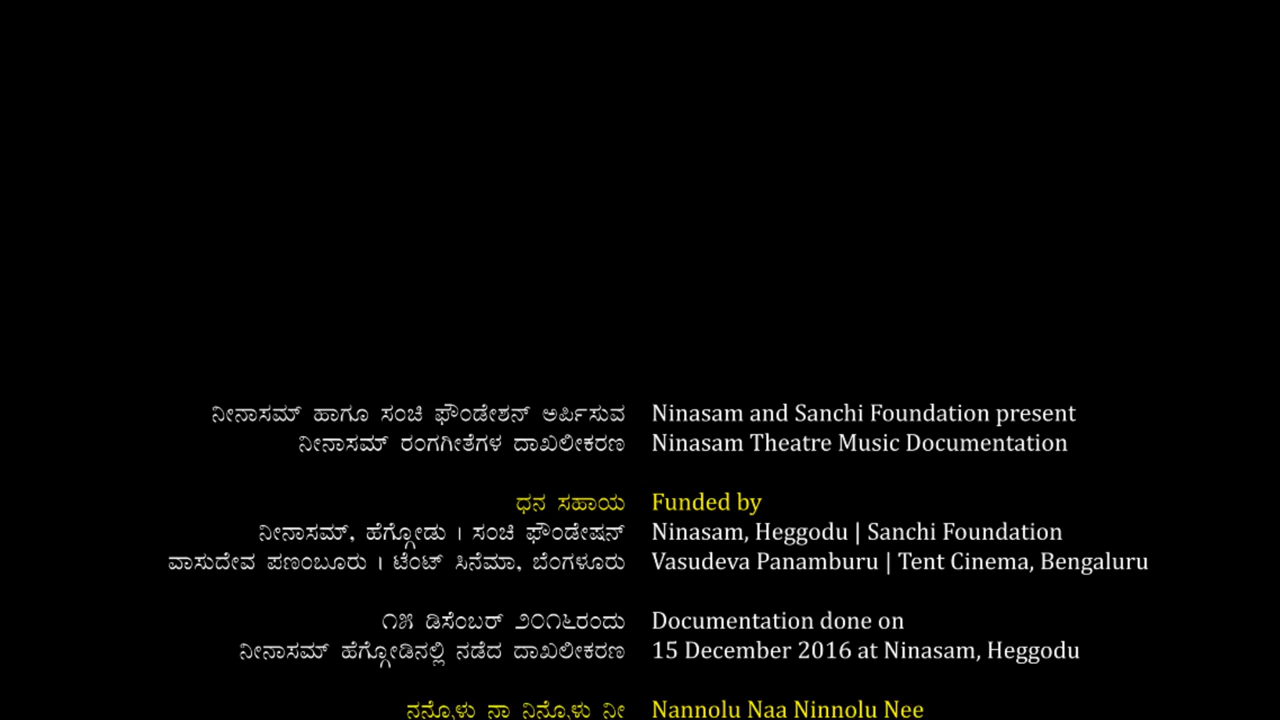 ನೀನಾಸಮ್ ಹಾಗೂ ಸಂಚಿ ಫೌಂಡೇಶನ್ ಅರ್ಪಿಸುವ Ninasam and Sanchi Foundation present
ನೀನಾಸಮ್ ರಂಗಗೀತೆಗಳ ದಾಖಲೀಕರಣ Ninasam Theatre Music Documentation
ಧನ ಸಹಾಯ Funded by
ನೀನಾಸಮ್, ಹೆಗ್ಗೋಡು | ಸಂಚಿ ಫೌಂಡೇಷನ್ Ninasam, Heggodu | Sanchi Foundation
ವಾಸುದೇವ ಪಣಂಬೂರು | ಟೆಂಟ್ ಸಿನೆಮಾ, ಬೆಂಗಳೂರು Vasudeva Panamburu | Tent Cinema, Bengaluru
೧೫ ಡಿಸೆಂಬರ್ ೨೦೧೬ರಂದು Documentation done on
ನೀನಾಸಮ್ ಹೆಗ್ಗೋಡಿನಲ್ಲಿ ನಡೆದ ದಾಖಲೀಕರಣ 15 December 2016 at Ninasam, Heggodu
ನನ್ನೊಳು ನಾ ನಿನ್ನೊಳು ನೀ Nannolu Naa Ninnolu Nee